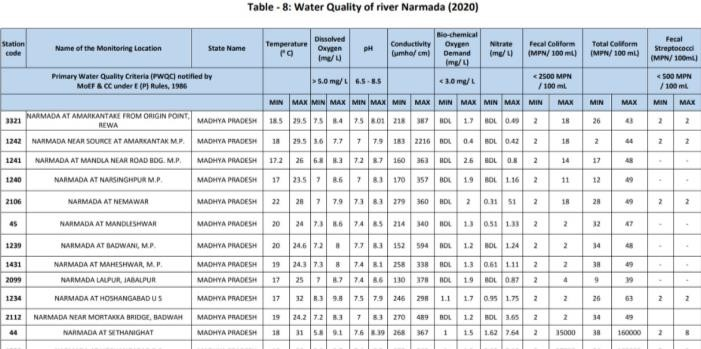 Table - 8: Water Quality of river Narmada (2020)
Station code | Name of the Monitoring Location | State Name | Temperature (° C) | Dissolved Oxygen (mg/ L) | pH | Conductivity (µmho/ cm) | Bio-chemical Oxygen Demand (mg/ L) | Nitrate (mg/ L) | Fecal Coliform (MPN/ 100 mL) | Total Coliform (MPN/ 100 mL) | Fecal Streptococci (MPN/ 100mL)
Primary Water Quality Criteria (PWQC) notified by MoEF & CC under E (P) Rules, 1986 | > 5.0 mg/ L | 6.5 - 8.5 | < 3.0 mg/ L | < 2500 MPN / 100 mL | < 500 MPN / 100 mL
MIN MAX MIN MAX MIN MAX MIN MAX MIN MAX MIN MAX MIN MAX MIN MAX MIN MAX
3321 NARMADA AT AMARKANTAKE FROM ORIGIN POINT, REWA MADHYA PRADESH 18.5 29.5 7.5 8.4 7.5 8.01 218 387 BDL 1.7 BDL 0.49 2 18 26 43 2 2
1242 NARMADA NEAR SOURCE AT AMARKANTAK M.P. MADHYA PRADESH 18 29.5 3.6 7.7 7 7.9 183 2216 BDL 0.4 BDL 0.42 2 18 2 44 2 2
1241 NARMADA AT MANDLA NEAR ROAD BDG. M.P. MADHYA PRADESH 17.2 26 6.8 8.3 7.2 8.7 160 363 BDL 2.6 BDL 0.8 2 14 17 48 - -
1240 NARMADA AT NARSINGHPUR M.P. MADHYA PRADESH 17 23.5 7 8.6 7 8.3 170 357 BDL 1.9 BDL 1.16 2 11 12 49 - -
2106 NARMADA AT NEMAWAR MADHYA PRADESH 22 28 7 7.9 7.3 8.3 279 360 BDL 2 0.31 51 2 18 28 49 2 2
45 NARMADA AT MANDLESHWAR MADHYA PRADESH 20 24 7.3 8.6 7.4 8.5 214 340 BDL 1.3 0.51 1.33 2 2 32 47 - -
1239 NARMADA AT BADWANI, M.P. MADHYA PRADESH 20 24.6 7.2 8 7.7 8.3 152 594 BDL 1.2 BDL 1.24 2 2 34 48 - -
1431 NARMADA AT MAHESHWAR, M.P. MADHYA PRADESH 19 24.3 7.3 8 7.4 8.1 258 338 BDL 1.3 0.61 1.11 2 2 38 49 - -
2099 NARMADA LALPUR, JABALPUR MADHYA PRADESH 17 25 7 8.7 7.4 8.6 130 378 BDL 1.9 BDL 0.87 2 4 9 39 - -
1234 NARMADA AT HOSHANGABAD U S MADHYA PRADESH 17 32 8.3 9.8 7.5 7.9 246 298 1.1 1.7 0.95 1.75 2 2 26 63 2 2
2112 NARMADA NEAR MORTAKKA BRIDGE, BADWAH MADHYA PRADESH 19 24.2 7.2 8.3 7 8.3 270 489 BDL 1.2 BDL 3.65 2 2 34 49
44 NARMADA AT SETHANIGHAT MADHYA PRADESH 18 31 5.8 9.1 7.6 8.39 268 367 1 1.5 1.62 7.64 2 35000 38 160000 2 8